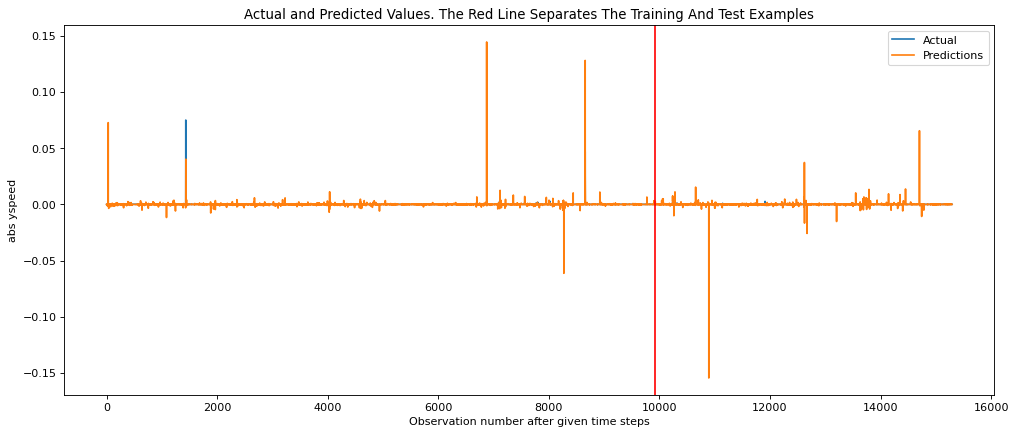 Actual and Predicted Values. The Red Line Separates The Training And Test Examples
Actual
Predictions
0.15
0.10
0.05
0.00
−0.05
−0.10
−0.15
abs yspeed
0 2000 4000 6000 8000 10000 12000 14000 16000
Observation number after given time steps